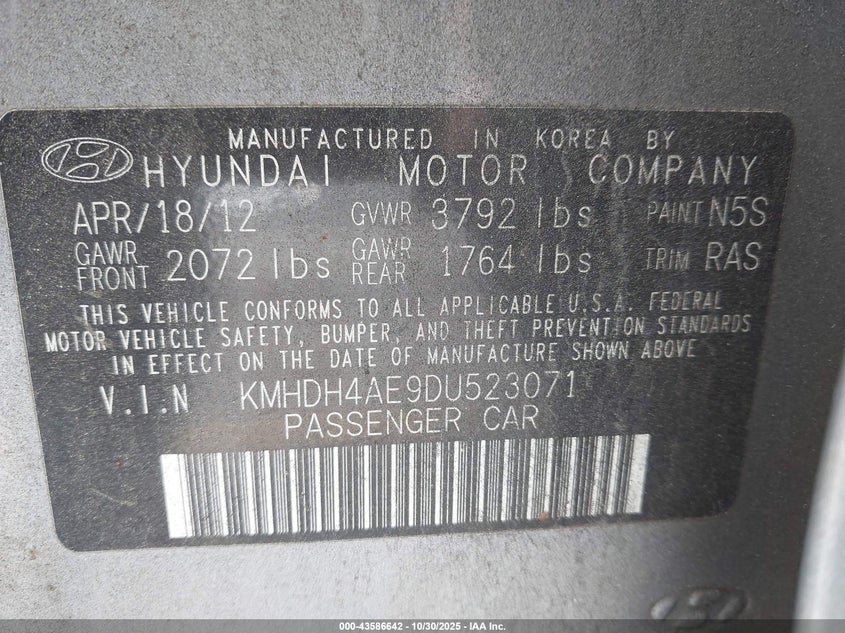 MANUFACTURED IN KOREA BY
HYUNDAI MOTOR COMPANY
APR/18/12 GVWR 3792 lbs PAINT N5S
GAWR FRONT 2072 lbs GAWR REAR 1764 lbs TRIM RAS
THIS VEHICLE CONFORMS TO ALL APPLICABLE U.S.A. FEDERAL
MOTOR VEHICLE SAFETY, BUMPER, AND THEFT PREVENTION STANDARDS
IN EFFECT ON THE DATE OF MANUFACTURE SHOWN ABOVE
V.I.N KMHDH4AE9DU523071
PASSENGER CAR
000-43586642 - 10/30/2025 - IAA Inc.